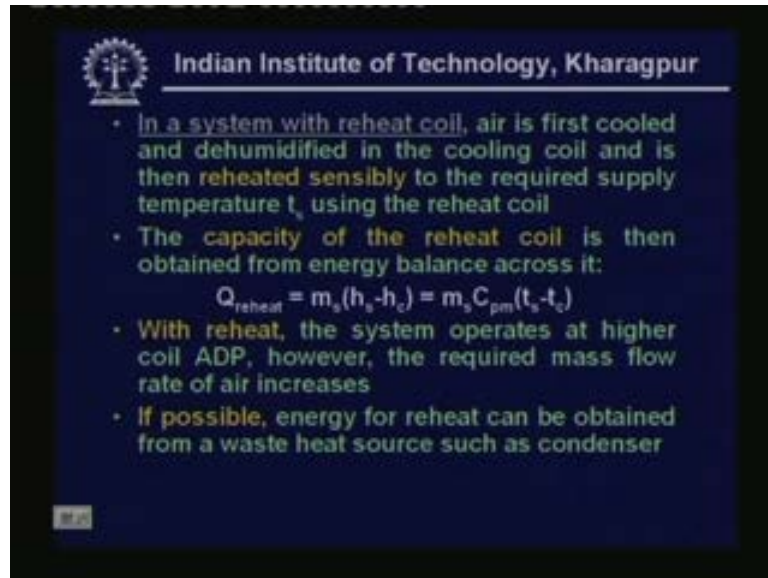 Indian Institute of Technology, Kharagpur
• In a system with reheat coil, air is first cooled
and dehumidified in the cooling coil and is
then reheated sensibly to the required supply
temperature tₛ using the reheat coil
• The capacity of the reheat coil is then
obtained from energy balance across it:
Q_reheat = mₛ(hₛ-h_c) = mₛC_pm(tₛ-t_c)
• With reheat, the system operates at higher
coil ADP, however, the required mass flow
rate of air increases
• If possible, energy for reheat can be obtained
from a waste heat source such as condenser